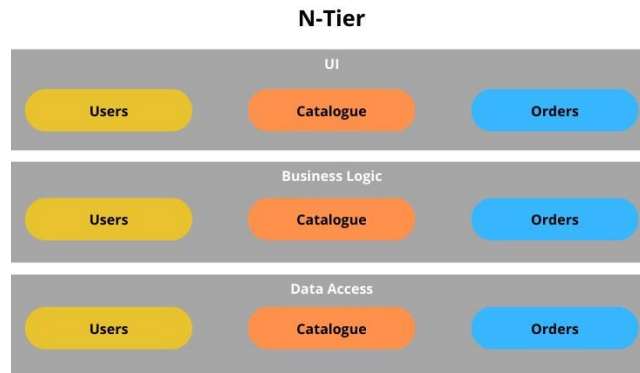 N-Tier
UI
Users Catalogue Orders
Business Logic
Users Catalogue Orders
Data Access
Users Catalogue Orders